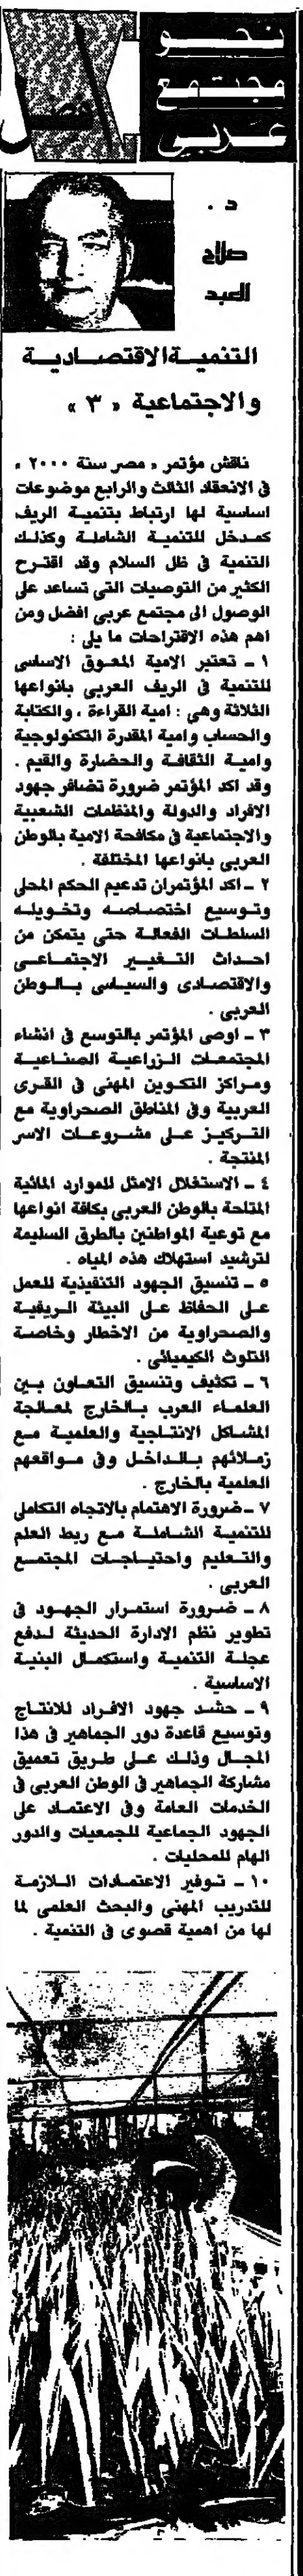 نحو
مجتمع
عربي
افضل
د .
صلاح
العبد
التنمية الاقتصادية
والاجتماعية « ٣ »
ناقش مؤتمر « مصر سنة ٢٠٠٠ »
في الانعقاد الثالث والرابع موضوعات
اساسية لها ارتباط بتنمية الريف
كمدخل للتنمية الشاملة وكذلك
التنمية في ظل السلام وقد اقترح
الكثير من التوصيات التي تساعد على
الوصول الى مجتمع عربي افضل ومن
اهم هذه الاقتراحات ما يلي :
١ - تعتبر الامية المعوق الاساسي
للتنمية في الريف العربي بانواعها
الثلاثة وهي : امية القراءة ، والكتابة
والحساب وامية المقدرة التكنولوجية
وامية الثقافة والحضارة والقيم .
وقد اكد المؤتمر ضرورة تضافر جهود
الافراد والدولة والمنظمات الشعبية
والاجتماعية في مكافحة الامية بالوطن
العربي بانواعها المختلفة .
٢ - اكد المؤتمران تدعيم الحكم المحلي
وتوسيع اختصاصه وتخويله
السلطات الفعالة حتى يتمكن من
احداث التغيير الاجتماعي
والاقتصادى والسياسى بالوطن
العربي .
٣ - اوصى المؤتمر بالتوسع في انشاء
المجتمعات الزراعية الصناعية
ومراكز التكوين المهنى في القرى
العربية وفي المناطق الصحراوية مع
التركيز على مشروعات الاسر
المنتجة .
٤ - الاستغلال الامثل للموارد المائية
المتاحة بالوطن العربي بكافة انواعها
مع توعية المواطنين بالطرق السليمة
لترشيد استهلاك هذه المياه .
٥ - تنسيق الجهود التنفيذية للعمل
على الحفاظ على البيئة الريفية
والصحراوية من الاخطار وخاصة
التلوث الكيميائى .
٦ - تكثيف وتنسيق التعاون بين
العلماء العرب بالخارج لمعالجة
المشاكل الانتاجية والعلمية مع
زملائهم بالداخل وفي مواقعهم
العلمية بالخارج .
٧ - ضرورة الاهتمام بالاتجاه التكاملي
للتنمية الشاملة مع ربط العلم
والتعليم واحتياجات المجتمع
العربي .
٨ - ضرورة استمرار الجهود في
تطوير نظم الادارة الحديثة لدفع
عجلة التنمية واستكمال البنية
الاساسية .
٩ - حشد جهود الافراد للانتاج
وتوسيع قاعدة دور الجماهير في هذا
المجال وذلك على طريق تعميق
مشاركة الجماهير في الوطن العربي في
الخدمات العامة وفي الاعتماد على
الجهود الجماعية للجمعيات والدور
الهام للمحليات .
١٠ - توفير الاعتمادات اللازمة
للتدريب المهنى والبحث العلمي لما
لها من اهمية قصوى في التنمية .